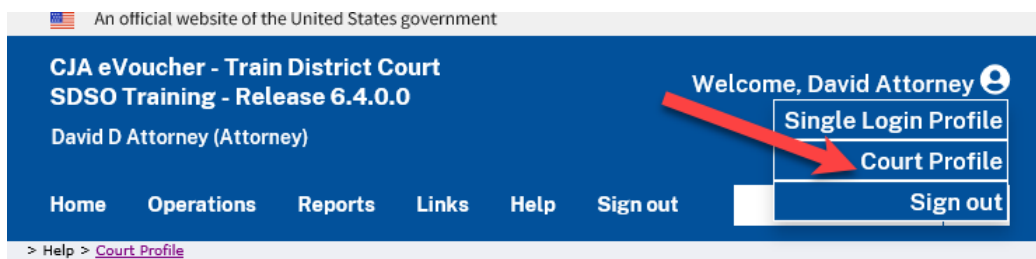 An official website of the United States government
CJA eVoucher - Train District Court
SDSO Training - Release 6.4.0.0
David D Attorney (Attorney)
Welcome, David Attorney
Single Login Profile
Court Profile
Sign out
Home Operations Reports Links Help Sign out
> Help > Court Profile